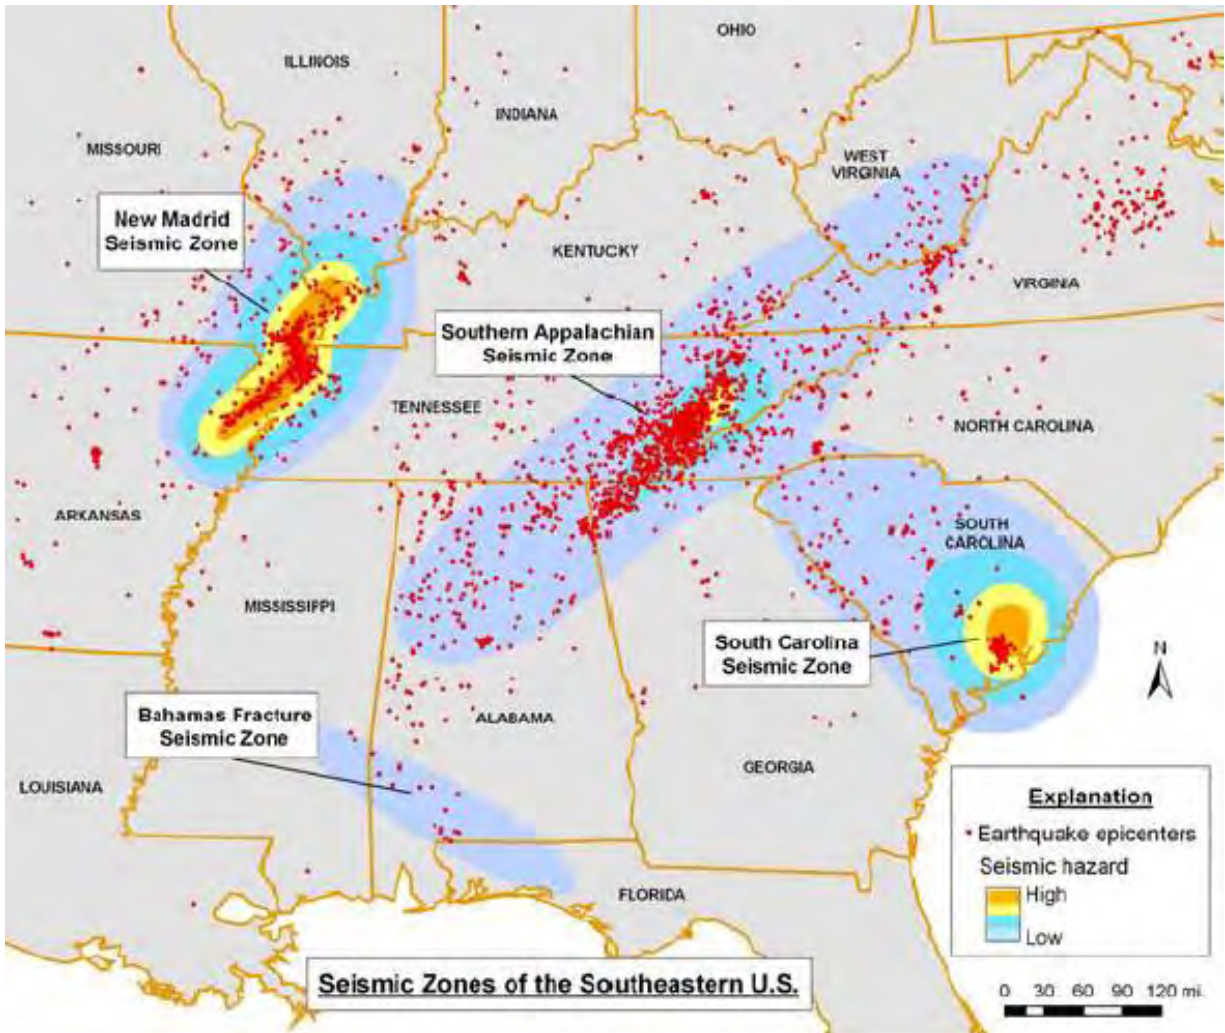 OHIO
ILLINOIS
INDIANA
MISSOURI
WEST
VIRGINIA
New Madrid
Seismic Zone
KENTUCKY
VIRGINIA
Southern Appalachian
Seismic Zone
TENNESSEE
NORTH CAROLINA
ARKANSAS
SOUTH
CAROLINA
MISSISSIPPI
South Carolina
Seismic Zone
N
Bahamas Fracture
Seismic Zone
ALABAMA
GEORGIA
LOUISIANA
Explanation
Earthquake epicenters
Seismic hazard
High
Low
FLORIDA
Seismic Zones of the Southeastern U.S.
0 30 60 90 120 mi.